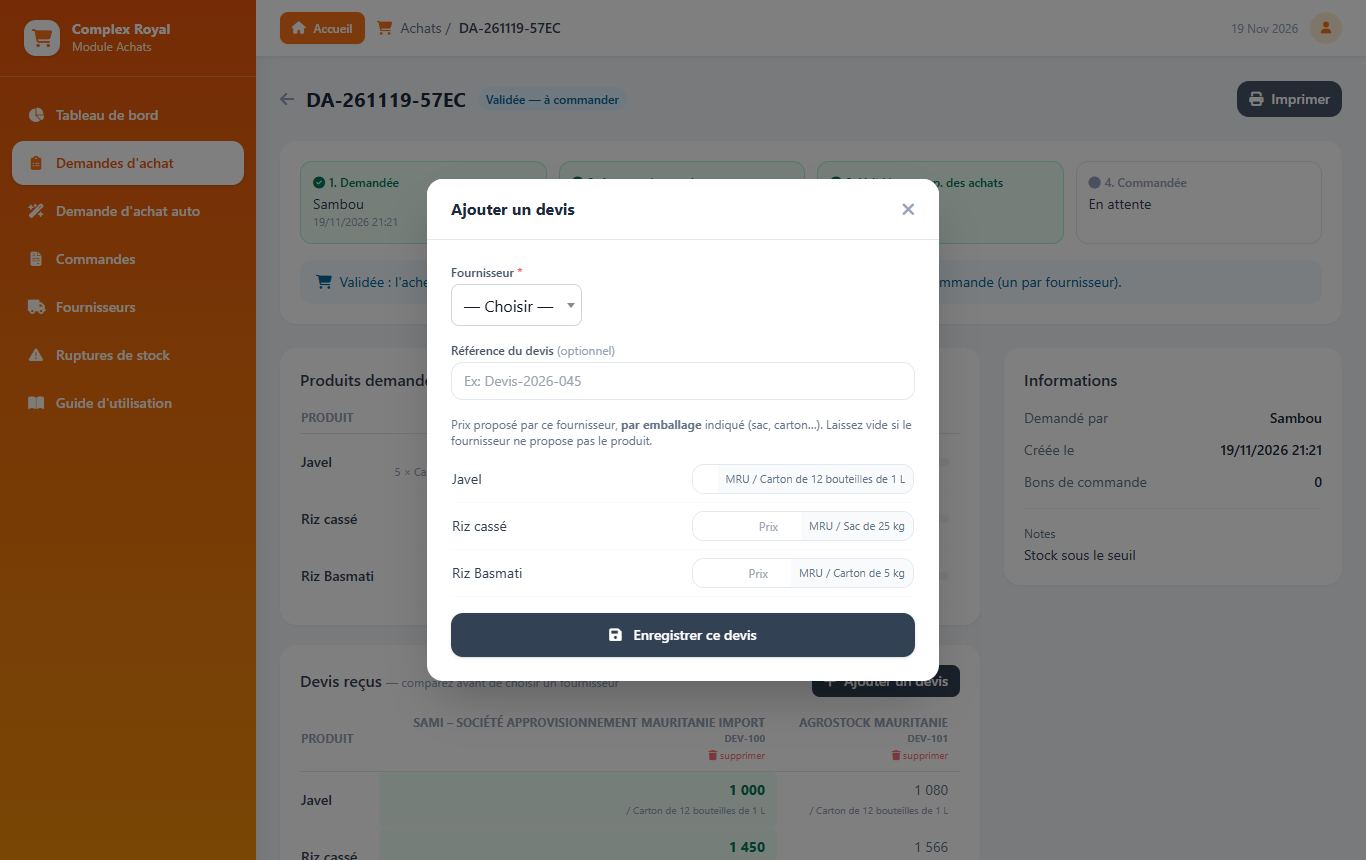 Complex Royal
Module Achats
Accueil
Achats / DA-261119-57EC
19 Nov 2026
Tableau de bord
Demandes d'achat
Demande d'achat auto
Commandes
Fournisseurs
Ruptures de stock
Guide d'utilisation
DA-261119-57EC
Validée — à commander
Imprimer
1. Demandée
Sambou
19/11/2026 21:21
des achats
4. Commandée
En attente
Validée :
(un par fournisseur).
Ajouter un devis
Fournisseur *
— Choisir —
Référence du devis (optionnel)
Ex: Devis-2026-045
Prix proposé par ce fournisseur, par emballage indiqué (sac, carton...). Laissez vide si le
fournisseur ne propose pas le produit.
Javel
MRU / Carton de 12 bouteilles de 1 L
Riz cassé
Prix
MRU / Sac de 25 kg
Riz Basmati
Prix
MRU / Carton de 5 kg
Enregistrer ce devis
Produits
PRODUIT
Javel
5 ×
Riz cassé
Riz Basmati
Informations
Demandé par Sambou
Créée le 19/11/2026 21:21
Bons de commande 0
Notes
Stock sous le seuil
Devis reçus — comparez avant de choisir un fournisseur
Ajouter un devis
PRODUIT
SAMI – SOCIÉTÉ APPROVISIONNEMENT MAURITANIE IMPORT
DEV-100
supprimer
AGROSTOCK MAURITANIE
DEV-101
supprimer
Javel
1 000
/ Carton de 12 bouteilles de 1 L
1 080
/ Carton de 12 bouteilles de 1 L
Riz cassé
1 450
1 566